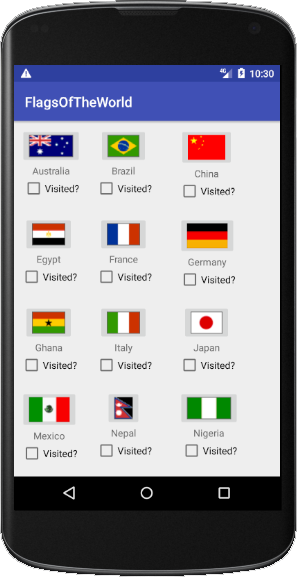 4G 10:30
FlagsOfTheWorld
Australia Brazil China
Visited? Visited? Visited?
Egypt France Germany
Visited? Visited? Visited?
Ghana Italy Japan
Visited? Visited? Visited?
Mexico Nepal Nigeria
Visited? Visited? Visited?